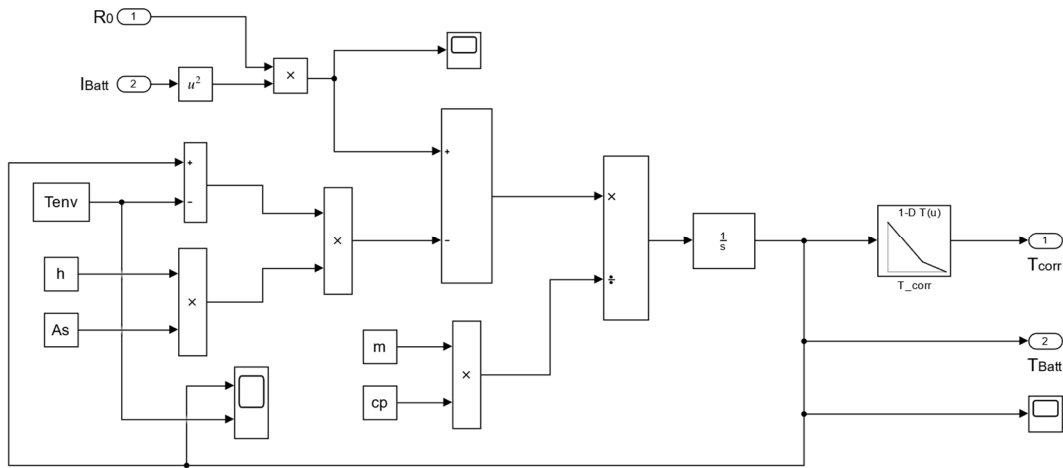 R0 1
IBatt 2
u²
×
+
−
Tenv
h
As
×
×
+
−
m
cp
×
×
÷
1
s
1-D T(u)
T_corr
1
Tcorr
2
TBatt